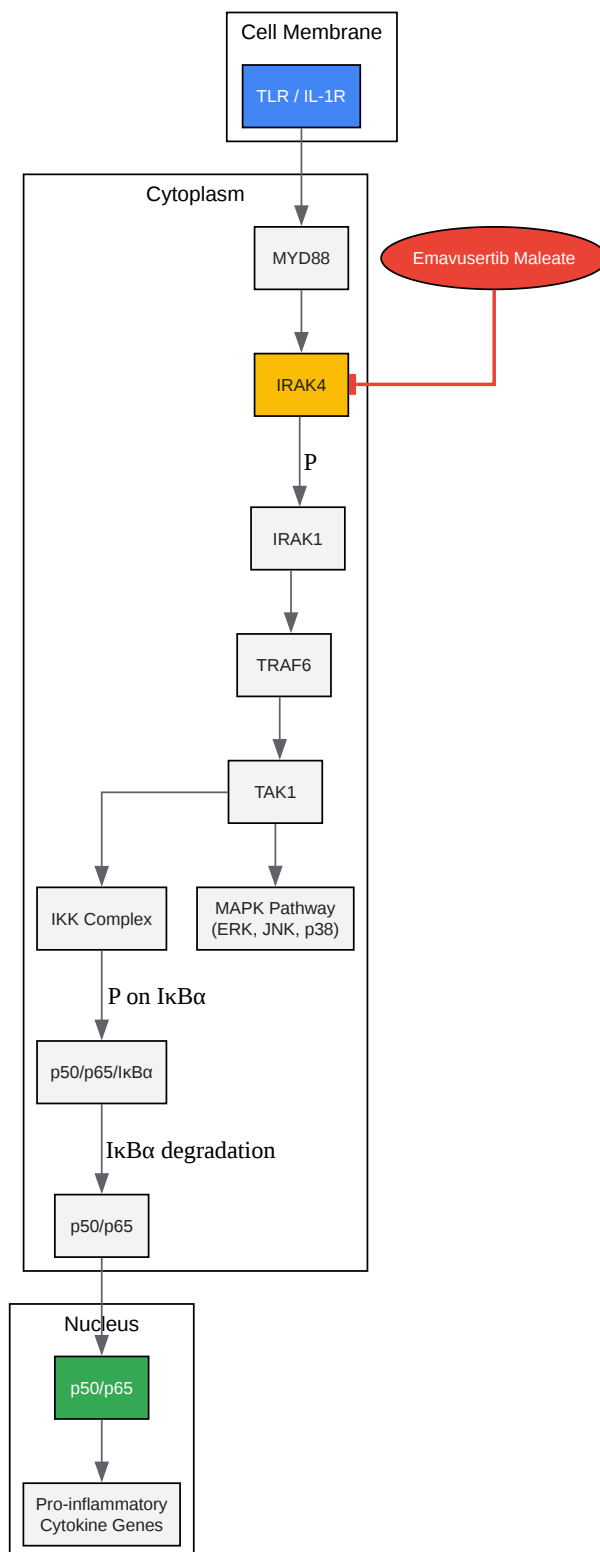 Cell Membrane
TLR / IL-1R
Cytoplasm
MYD88
Emavusertib Maleate
IRAK4
P
IRAK1
TRAF6
TAK1
IKK Complex
MAPK Pathway
(ERK, JNK, p38)
P on IκBα
p50/p65/IκBα
IκBα degradation
p50/p65
Nucleus
p50/p65
Pro-inflammatory
Cytokine Genes